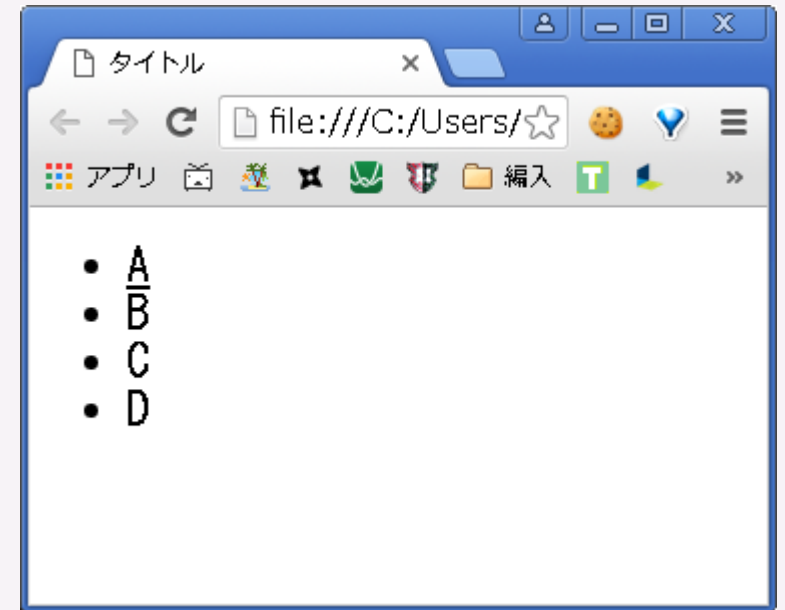 タイトル
file:///C:/Users/
アプリ 編入 T »
• A
• B
• C
• D